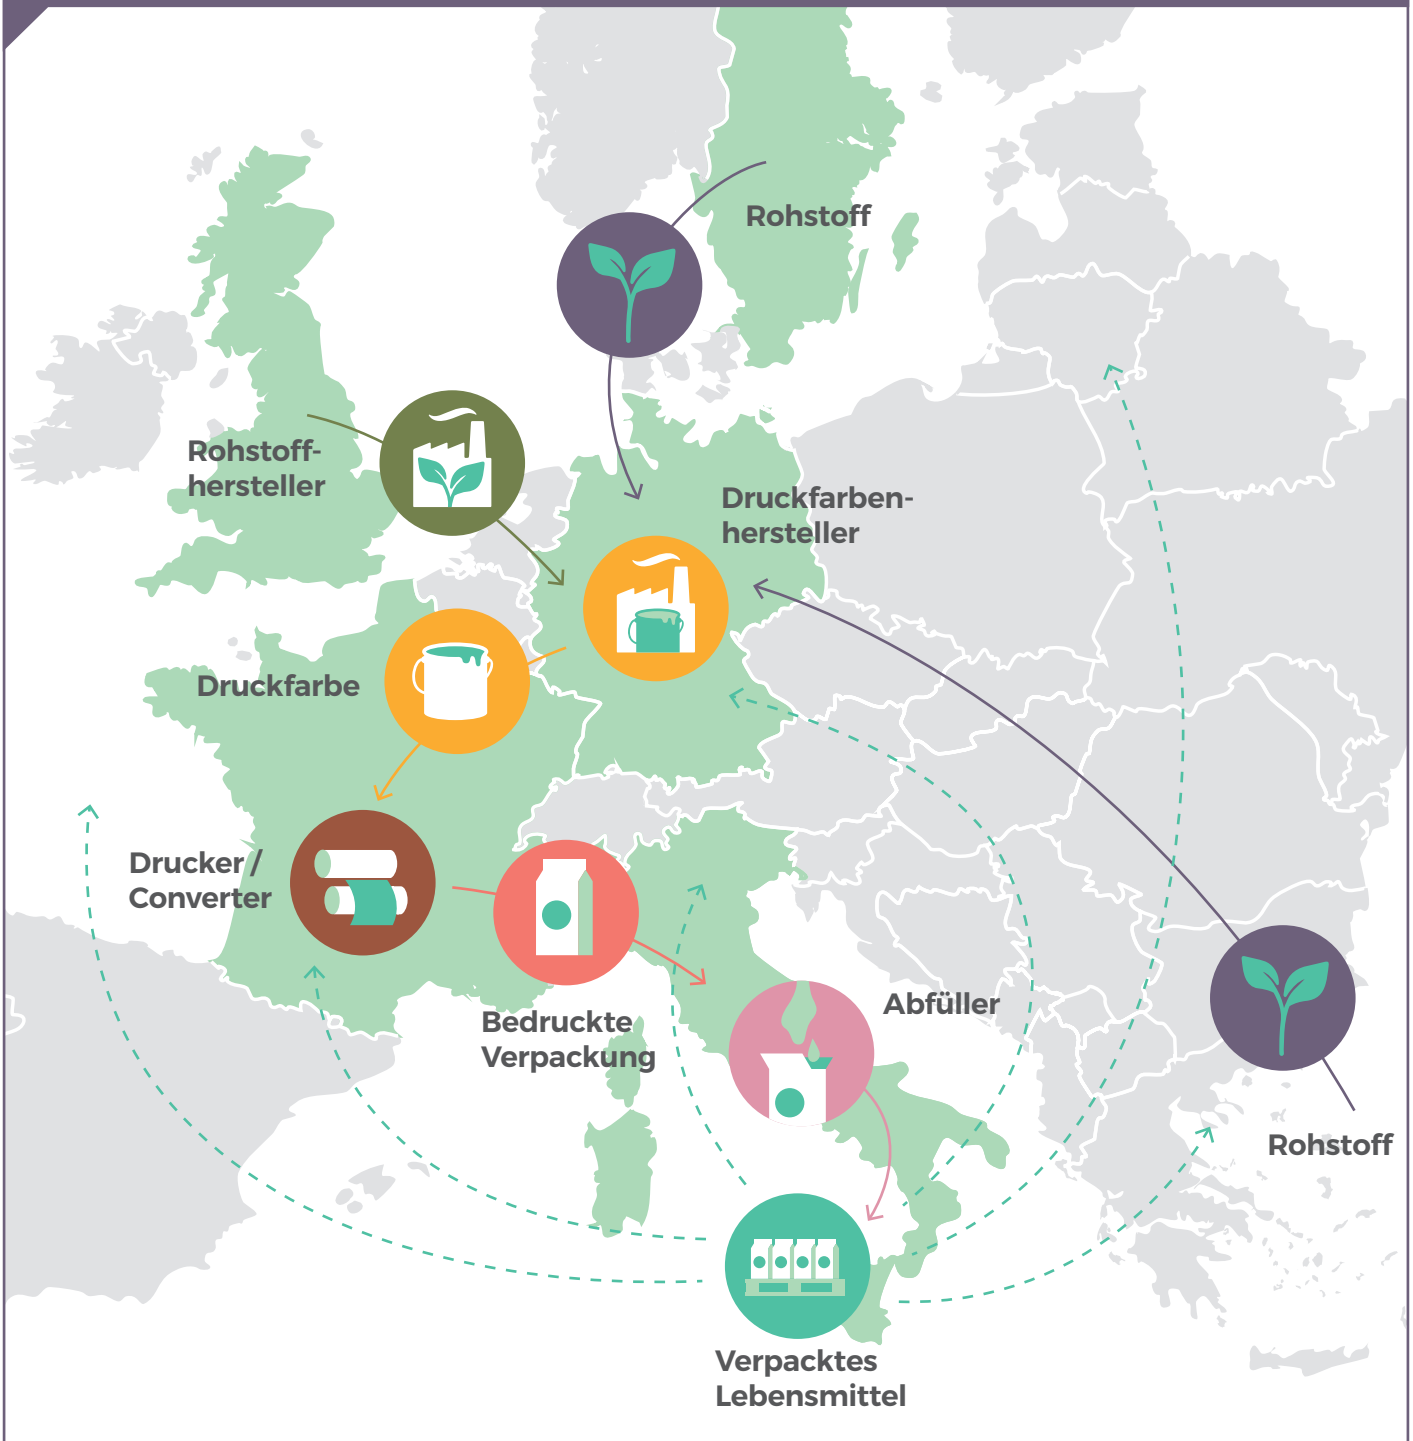 Rohstoff
Rohstoff-
hersteller
Druckfarben-
hersteller
Druckfarbe
Drucker /
Converter
Bedruckte
Verpackung
Abfüller
Rohstoff
Verpacktes
Lebensmittel